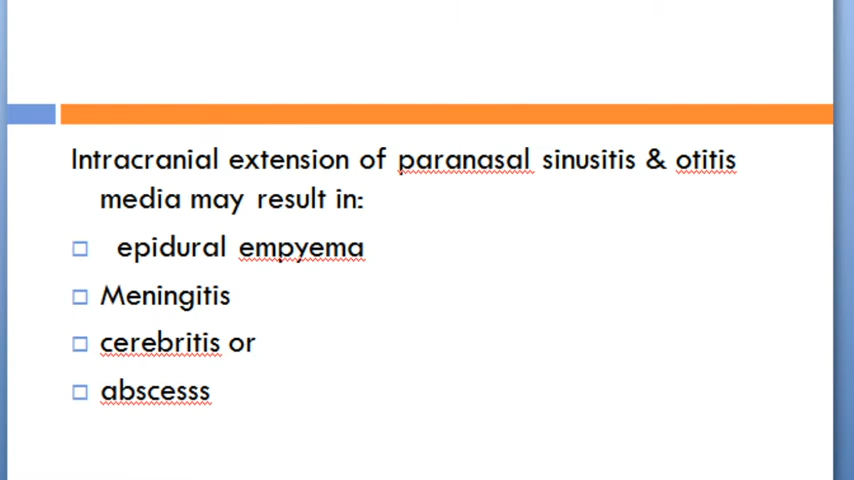 Intracranial extension of paranasal sinusitis & otitis
media may result in:
epidural empyema
Meningitis
cerebritis or
abscesss